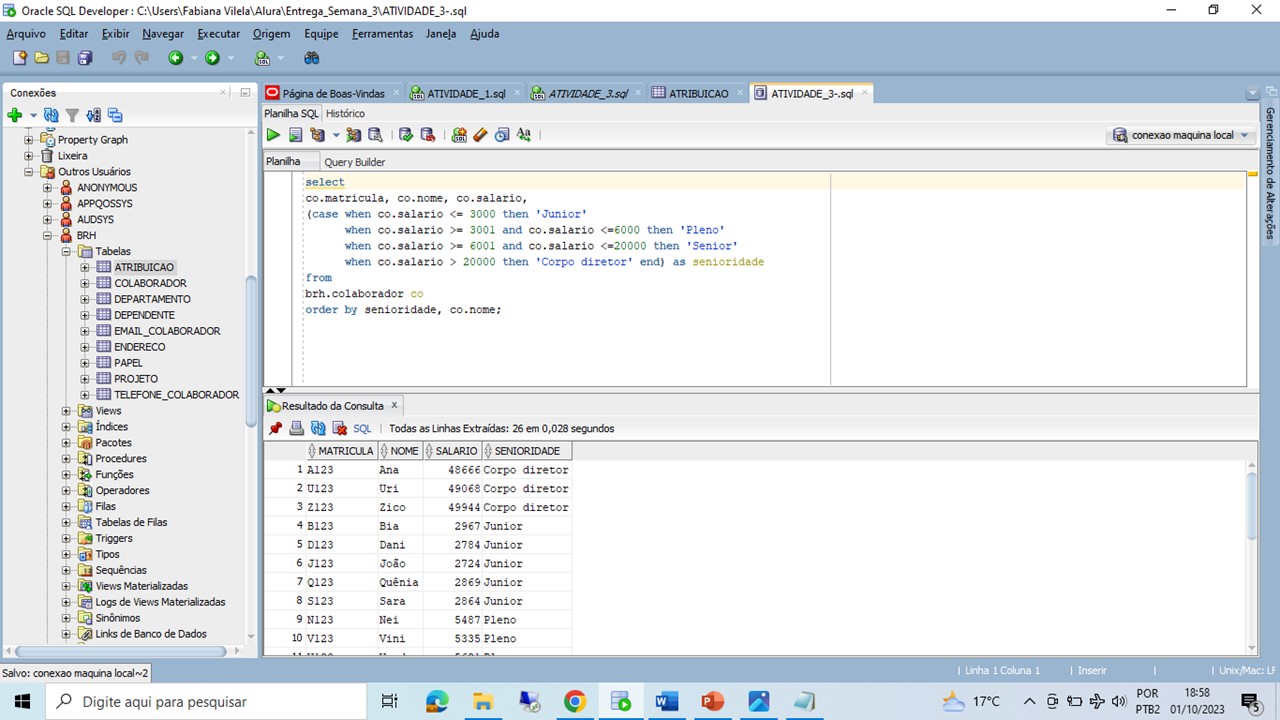 Oracle SQL Developer : C:\Users\Fabiana Vilela\Alura\Entrega_Semana_3\ATIVIDADE_3-.sql
Arquivo Editar Exibir Navegar Executar Origem Equipe Ferramentas Janela Ajuda
Conexões
Property Graph
Lixeira
Outros Usuários
ANONYMOUS
APPQOSSYS
AUDSYS
BRH
Tabelas
ATRIBUICAO
COLABORADOR
DEPARTAMENTO
DEPENDENTE
EMAIL_COLABORADOR
ENDERECO
PAPEL
PROJETO
TELEFONE_COLABORADOR
Views
Índices
Pacotes
Procedures
Funções
Operadores
Filas
Tabelas de Filas
Triggers
Tipos
Sequências
Views Materializadas
Logs de Views Materializadas
Sinônimos
Links de Banco de Dados
Página de Boas-Vindas ATIVIDADE_1.sql ATIVIDADE_3.sql ATRIBUICAO ATIVIDADE_3-.sql
Planilha SQL Histórico
conexao maquina local
Planilha Query Builder
select
co.matricula, co.nome, co.salario,
(case when co.salario <= 3000 then 'Junior'
when co.salario >= 3001 and co.salario <=6000 then 'Pleno'
when co.salario >= 6001 and co.salario <=20000 then 'Senior'
when co.salario > 20000 then 'Corpo diretor' end) as senioridade
from
brh.colaborador co
order by senioridade, co.nome;
Resultado da Consulta
SQL | Todas as Linhas Extraídas: 26 em 0,028 segundos
MATRICULA NOME SALARIO SENIORIDADE
1 A123 Ana 48666 Corpo diretor
2 U123 Uri 49068 Corpo diretor
3 Z123 Zico 49944 Corpo diretor
4 B123 Bia 2967 Junior
5 D123 Dani 2784 Junior
6 J123 João 2724 Junior
7 Q123 Quênia 2869 Junior
8 S123 Sara 2864 Junior
9 N123 Nei 5487 Pleno
10 V123 Vini 5335 Pleno
Gerenciamento de Alterações
Salvo: conexao maquina local~2
Linha 1 Coluna 1 Inserir Unix/Mac: LF
Digite aqui para pesquisar
17°C
POR
PTB2
18:58
01/10/2023
5